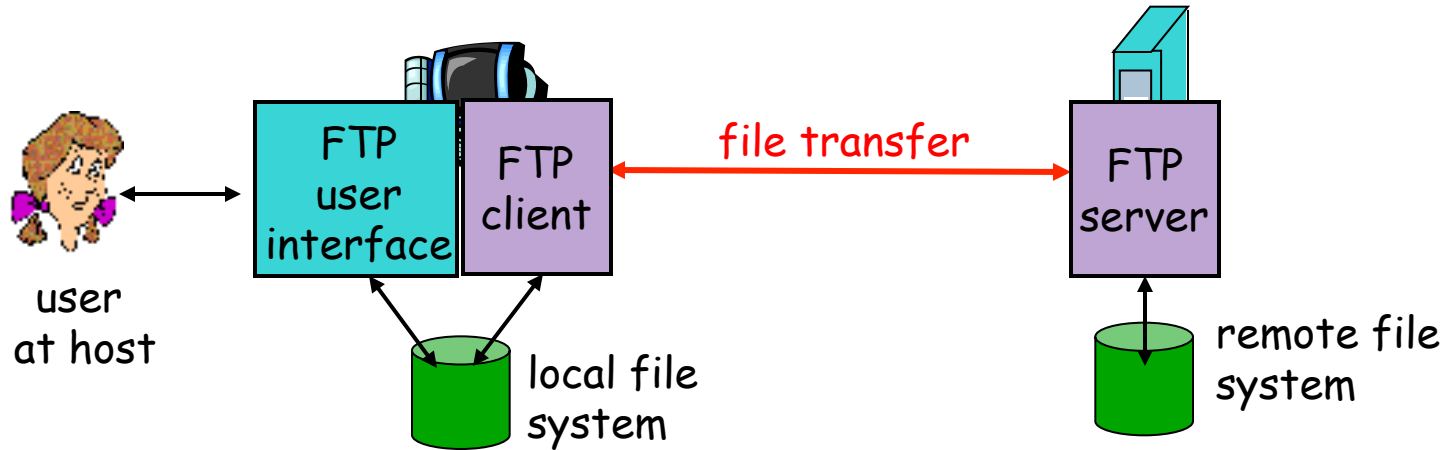 user
at host
FTP
user
interface
FTP
client
file transfer
FTP
server
local file
system
remote file
system